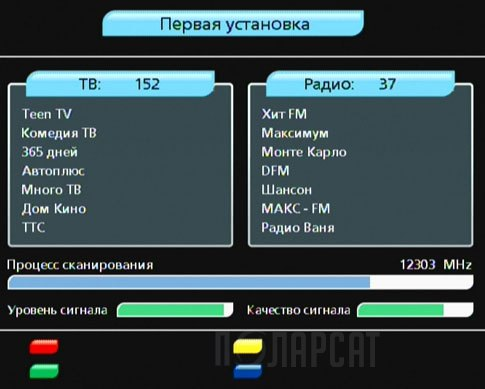 Первая установка
ТВ: 152
Teen TV
Комедия ТВ
365 дней
Автоплюс
Много ТВ
Дом Кино
ТТС
Радио: 37
Хит FM
Максимум
Монте Карло
DFM
Шансон
МАКС - FM
Радио Ваня
Процесс сканирования 12303 MHz
Уровень сигнала Качество сигнала
ПОЛАРСАТ